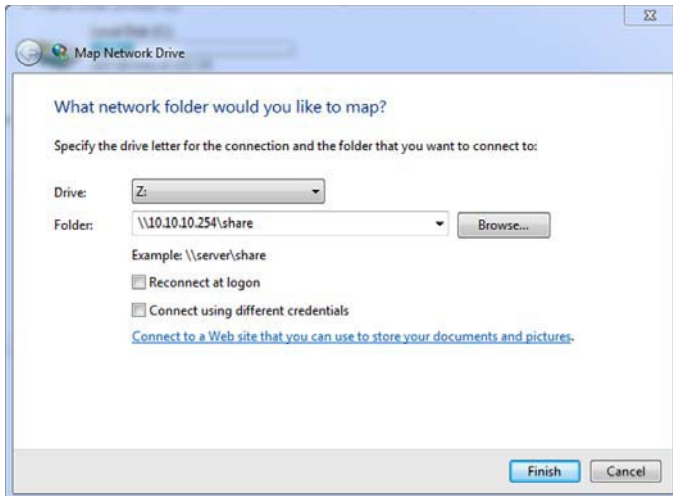 Map Network Drive
What network folder would you like to map?
Specify the drive letter for the connection and the folder that you want to connect to:
Drive: Z:
Folder: \\10.10.10.254\share Browse...
Example: \\server\share
Reconnect at logon
Connect using different credentials
Connect to a Web site that you can use to store your documents and pictures.
Finish Cancel